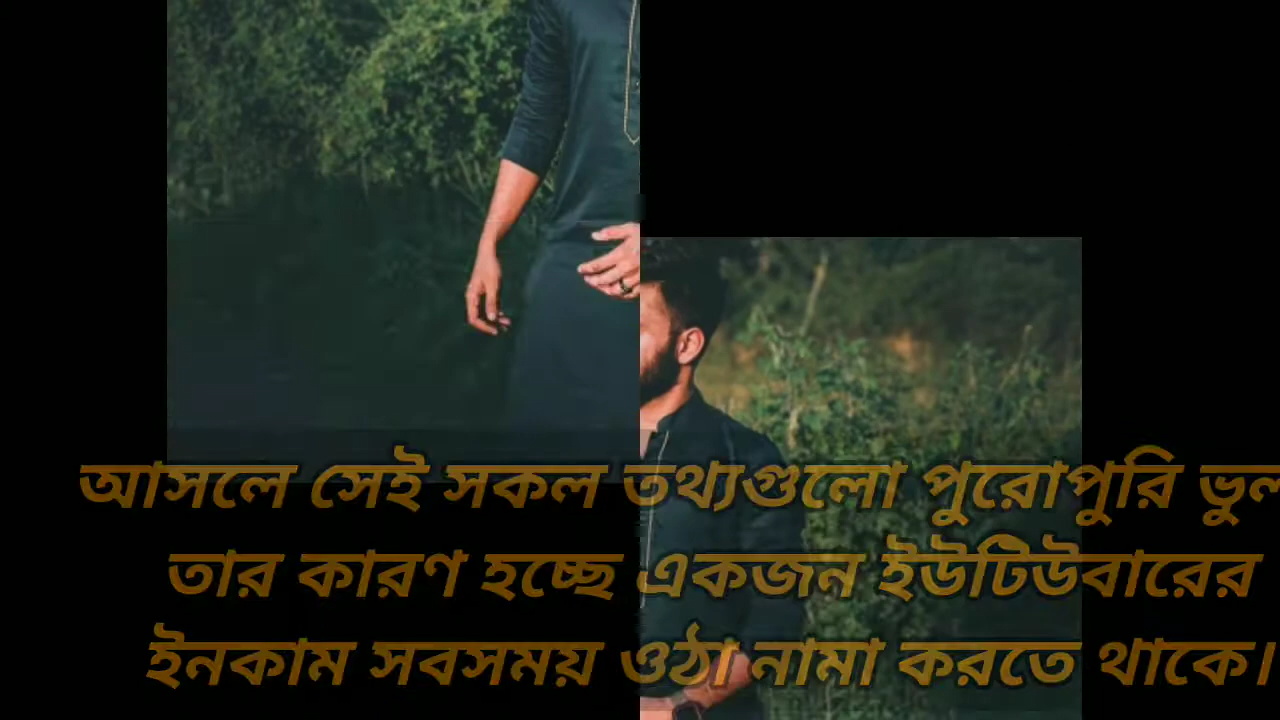 আসলে সেই সকল তথ্যগুলো পুরোপুরি ভুল
তার কারণ হচ্ছে একজন ইউটিউবারের
ইনকাম সবসময় ওঠা নামা করতে থাকে।